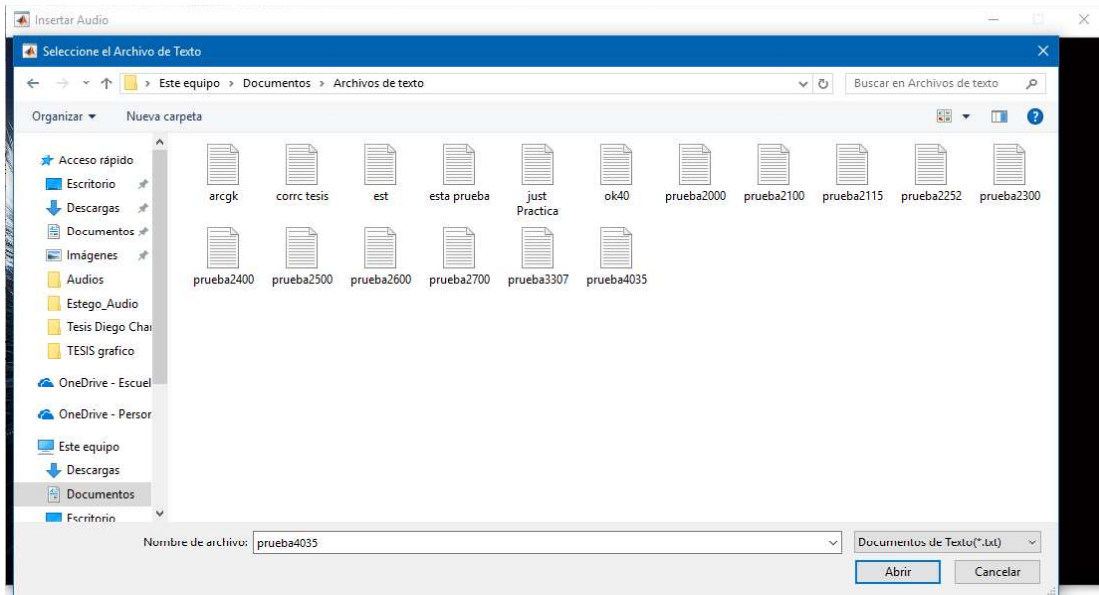 Insertar Audio
Seleccione el Archivo de Texto
Este equipo > Documentos > Archivos de texto
Buscar en Archivos de texto
Organizar
Nueva carpeta
Acceso rápido
Escritorio
Descargas
Documentos
Imágenes
Audios
Estego_Audio
Tesis Diego Char
TESIS grafico
OneDrive - Escuel
OneDrive - Person
Este equipo
Descargas
Documentos
Escritorio
arcgk
corrc tesis
est
esta prueba
just
Practica
ok40
prueba2000
prueba2100
prueba2115
prueba2252
prueba2300
prueba2400
prueba2500
prueba2600
prueba2700
prueba3307
prueba4035
Nombre de archivo: prueba4035
Documentos de Texto(*.txt)
Abrir
Cancelar